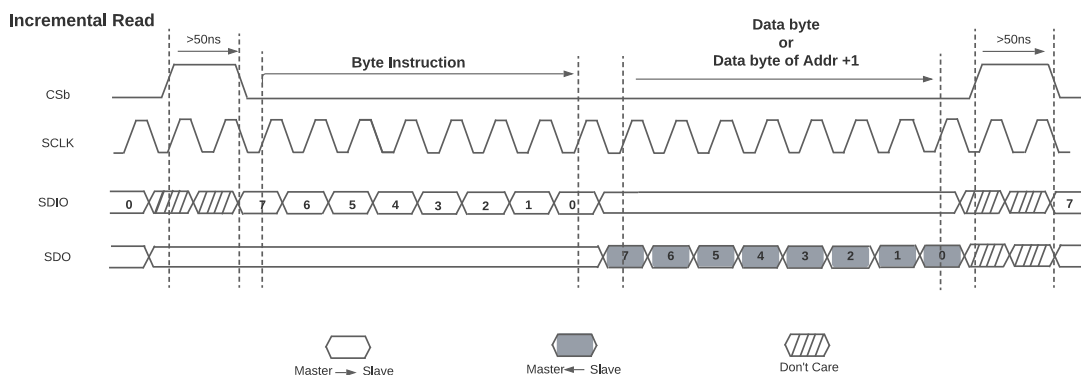 Incremental Read
>50ns
Byte Instruction
Data byte
or
Data byte of Addr +1
>50ns
CSb
SCLK
SDIO
0 7 6 5 4 3 2 1 0 7
SDO
7 6 5 4 3 2 1 0
Master Slave
Master Slave
Don't Care